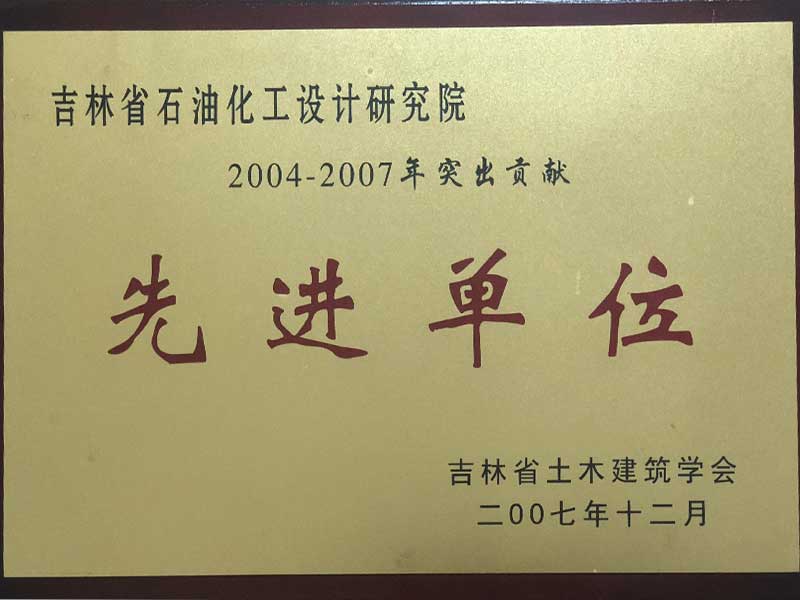 吉林省石油化工设计研究院
2004-2007年突出贡献
先进单位
吉林省土木建筑学会
二00七年十二月